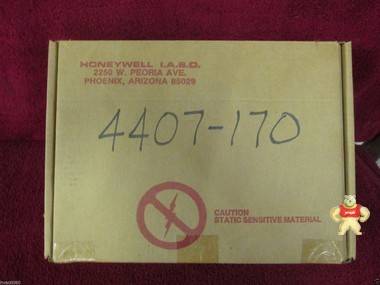 HONEYWELL I.A.S.D.
2250 W. PEORIA AVE.
PHOENIX, ARIZONA 85029
4407-170
CAUTION
STATIC SENSITIVE MATERIAL